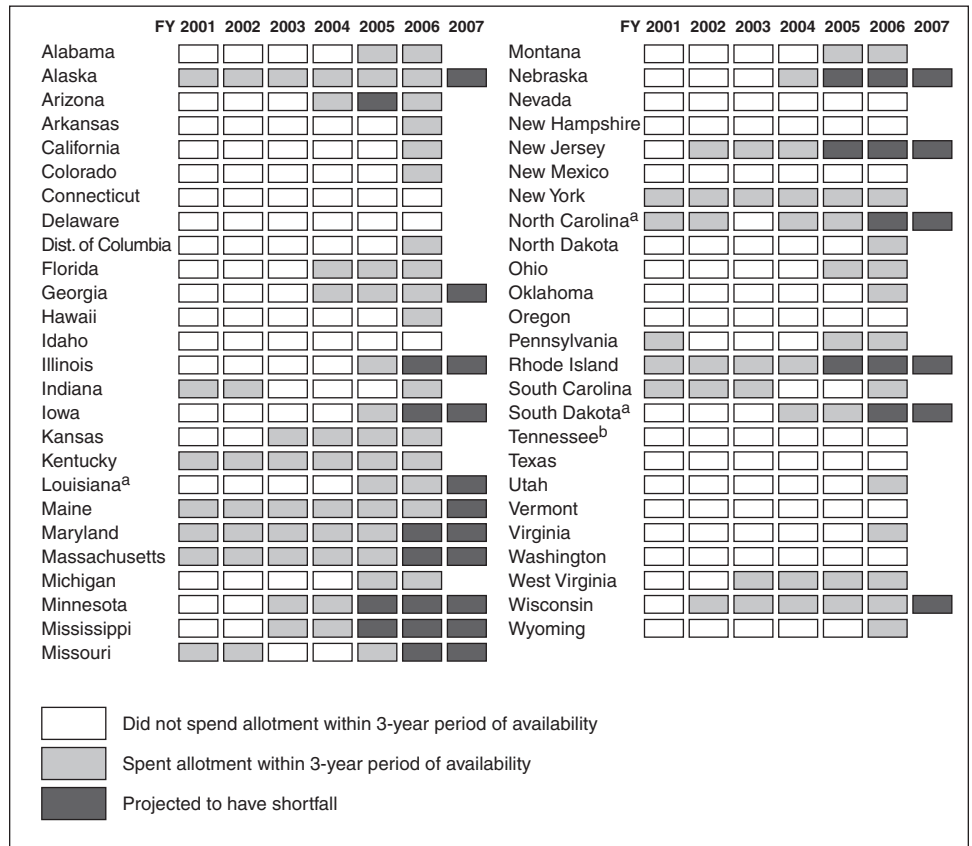 FY 2001 2002 2003 2004 2005 2006 2007
Alabama
Alaska
Arizona
Arkansas
California
Colorado
Connecticut
Delaware
Dist. of Columbia
Florida
Georgia
Hawaii
Idaho
Illinois
Indiana
Iowa
Kansas
Kentucky
Louisianaa
Maine
Maryland
Massachusetts
Michigan
Minnesota
Mississippi
Missouri
FY 2001 2002 2003 2004 2005 2006 2007
Montana
Nebraska
Nevada
New Hampshire
New Jersey
New Mexico
New York
North Carolinaa
North Dakota
Ohio
Oklahoma
Oregon
Pennsylvania
Rhode Island
South Carolina
South Dakotaa
Tennesseeb
Texas
Utah
Vermont
Virginia
Washington
West Virginia
Wisconsin
Wyoming
Did not spend allotment within 3-year period of availability
Spent allotment within 3-year period of availability
Projected to have shortfall